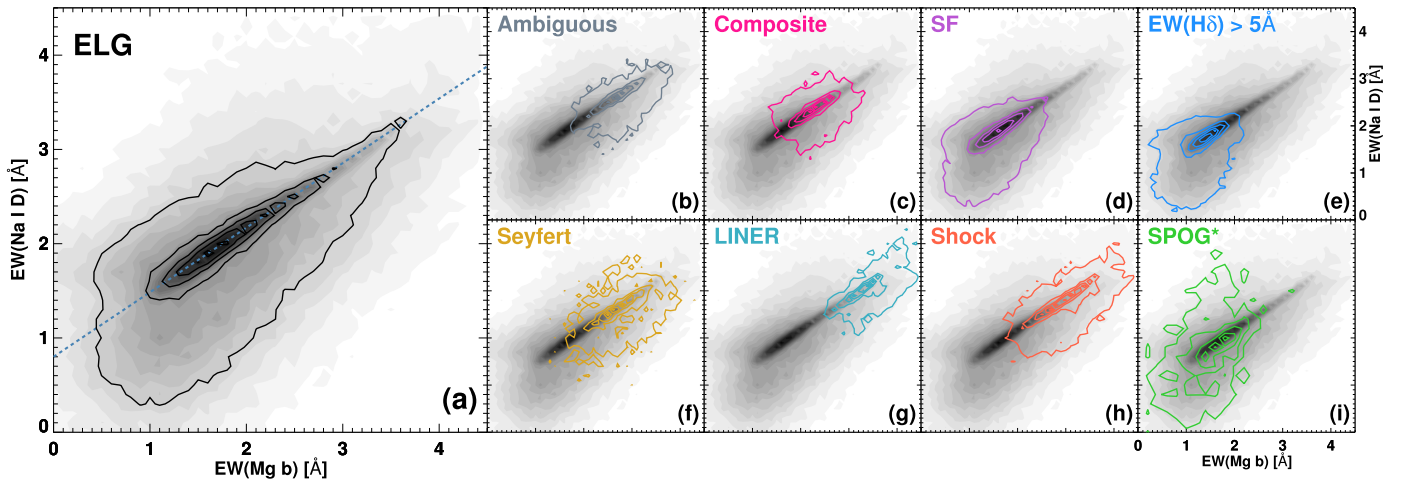 ELG
(a)
EW(Na I D) [Å]
4
3
2
1
0
0 1 2 3 4
EW(Mg b) [Å]
Ambiguous
(b)
Composite
(c)
SF
(d)
EW(Hδ) > 5Å
(e)
4
3
2
1
0
EW(Na I D) [Å]
Seyfert
(f)
LINER
(g)
Shock
(h)
SPOG*
(i)
0 1 2 3 4
EW(Mg b) [Å]